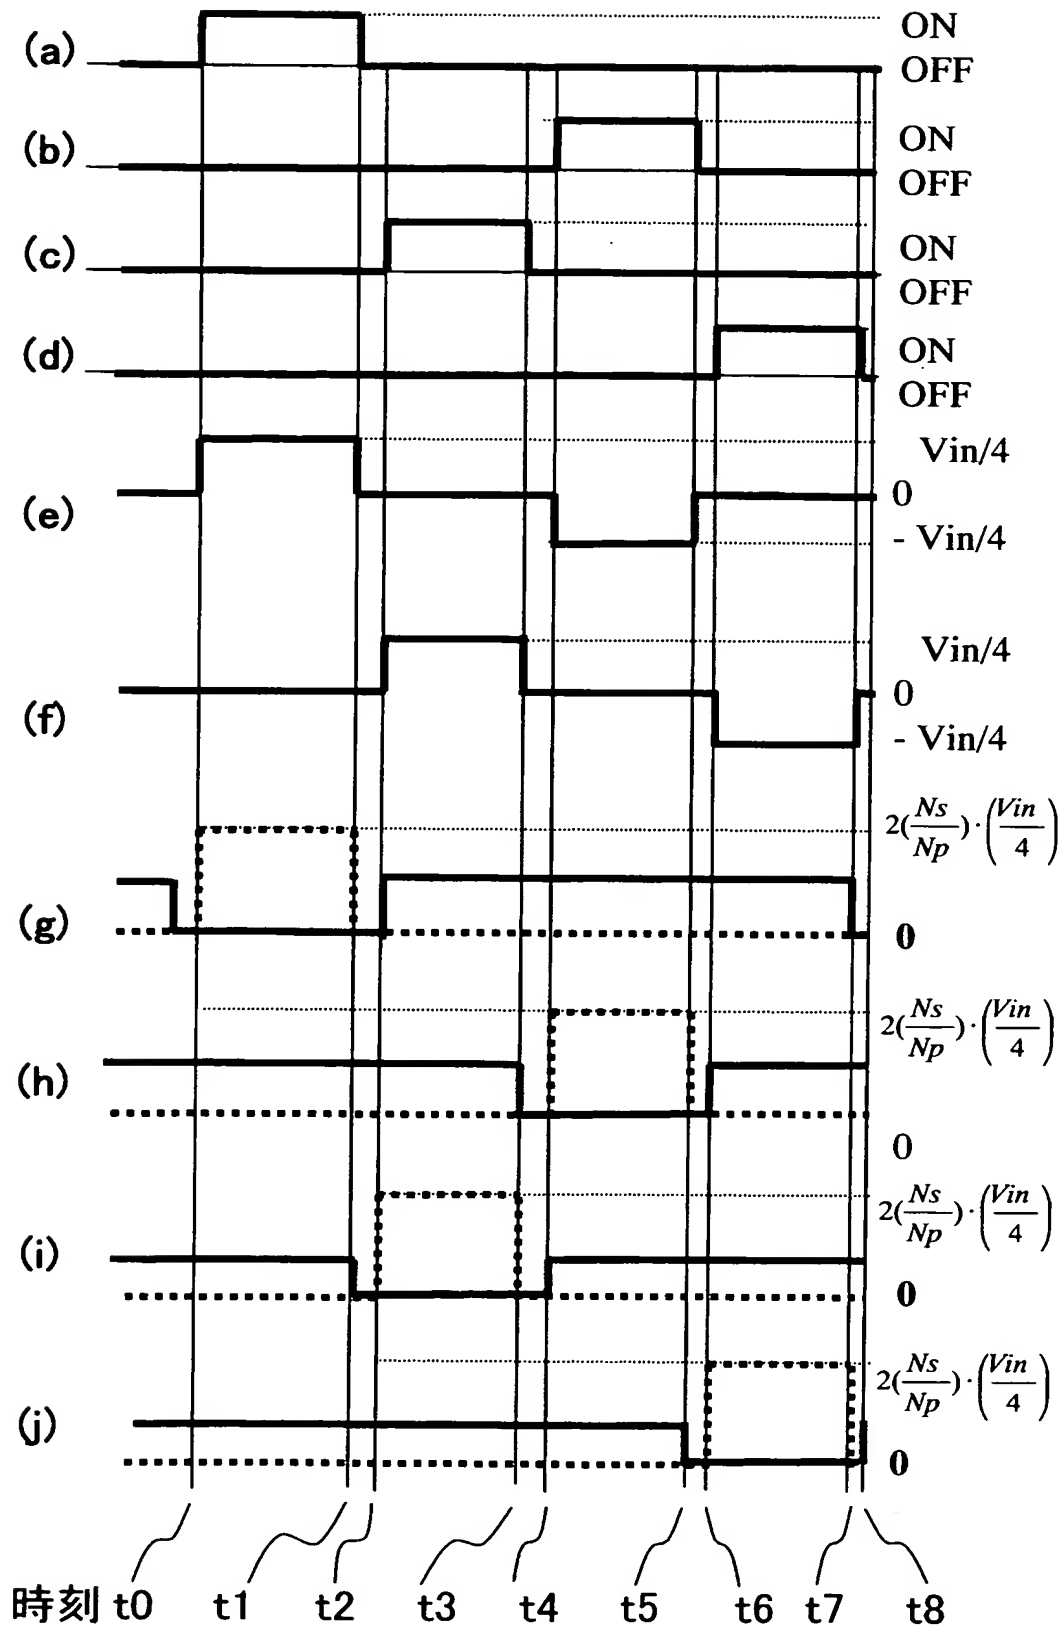 (a)
ON
OFF
(b)
ON
OFF
(c)
ON
OFF
(d)
ON
OFF
(e)
Vin/4
0
- Vin/4
(f)
Vin/4
0
- Vin/4
(g)
2(Ns/Np)·(Vin/4)
0
(h)
2(Ns/Np)·(Vin/4)
0
(i)
2(Ns/Np)·(Vin/4)
0
(j)
2(Ns/Np)·(Vin/4)
0
時刻 t0 t1 t2 t3 t4 t5 t6 t7 t8